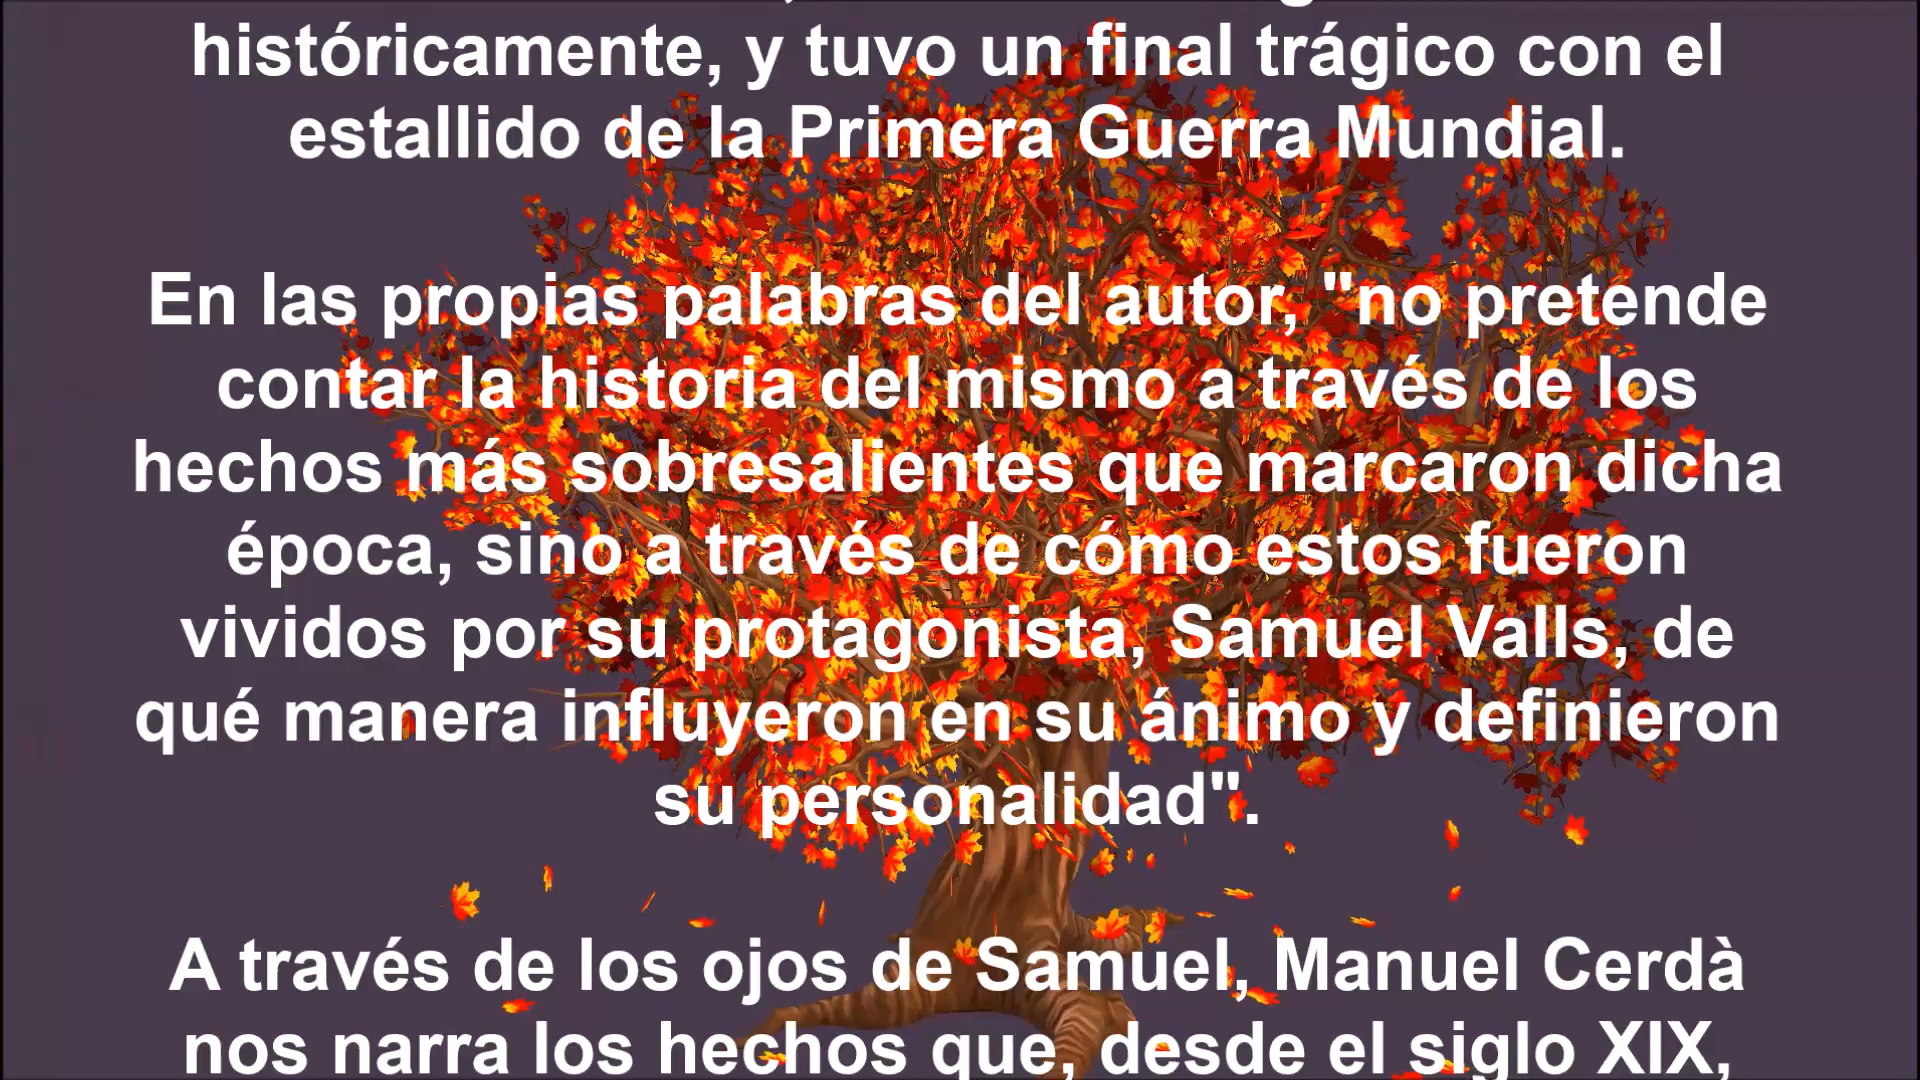 históricamente, y tuvo un final trágico con el
estallido de la Primera Guerra Mundial.
En las propias palabras del autor, "no pretende
contar la historia del mismo a través de los
hechos más sobresalientes que marcaron dicha
época, sino a través de cómo estos fueron
vividos por su protagonista, Samuel Valls, de
qué manera influyeron en su ánimo y definieron
su personalidad".
A través de los ojos de Samuel, Manuel Cerdà
nos narra los hechos que, desde el siglo XIX,